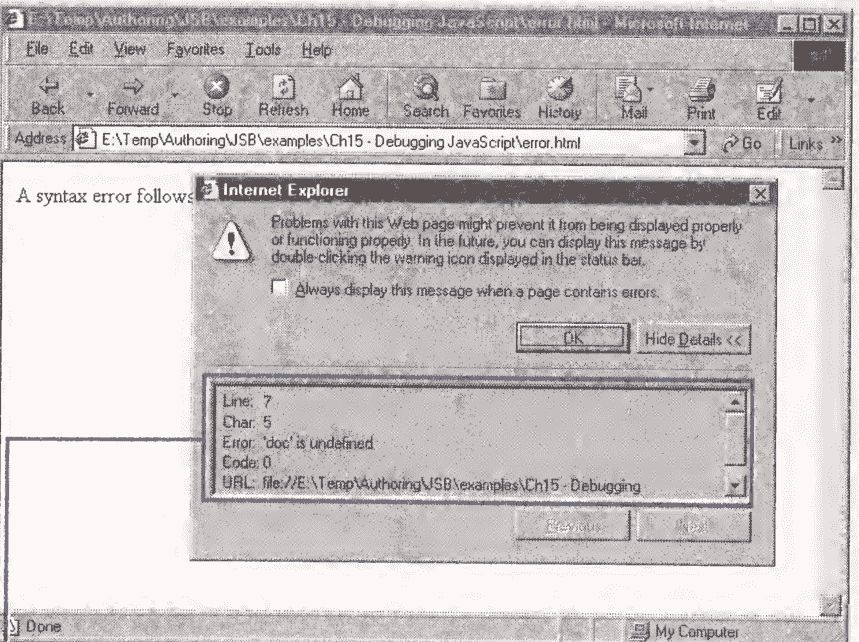 E:\Temp\Authoring\JSB\examples\Ch15 - Debugging JavaScript\error.html - Microsoft Internet
File Edit View Favorites Tools Help
Back Forward Stop Refresh Home Search Favorites History Mail Print Edit
Address E:\Temp\Authoring\JSB\examples\Ch15 - Debugging JavaScript\error.html Go Links »
A syntax error follows
Internet Explorer
Problems with this Web page might prevent it from being displayed properly
or functioning properly. In the future, you can display this message by
double-clicking the warning icon displayed in the status bar.
Always display this message when a page contains errors.
OK Hide Details <<
Line: 7
Char: 5
Error: 'doc' is undefined
Code: 0
URL: file://E:\Temp\Authoring\JSB\examples\Ch15 - Debugging
Previous Next
Done My Computer